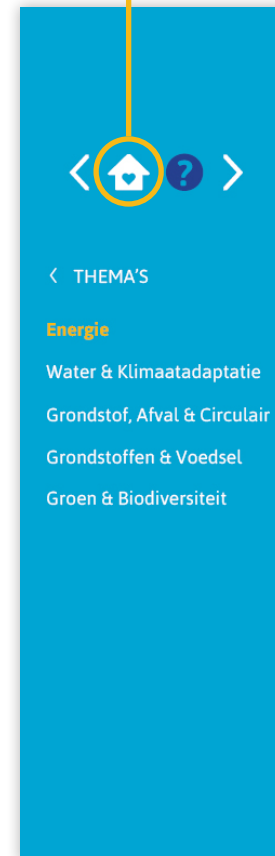 ?
THEMA’S
Energie
Water & Klimaatadaptatie
Grondstof, Afval & Circulair
Grondstoffen & Voedsel
Groen & Biodiversiteit